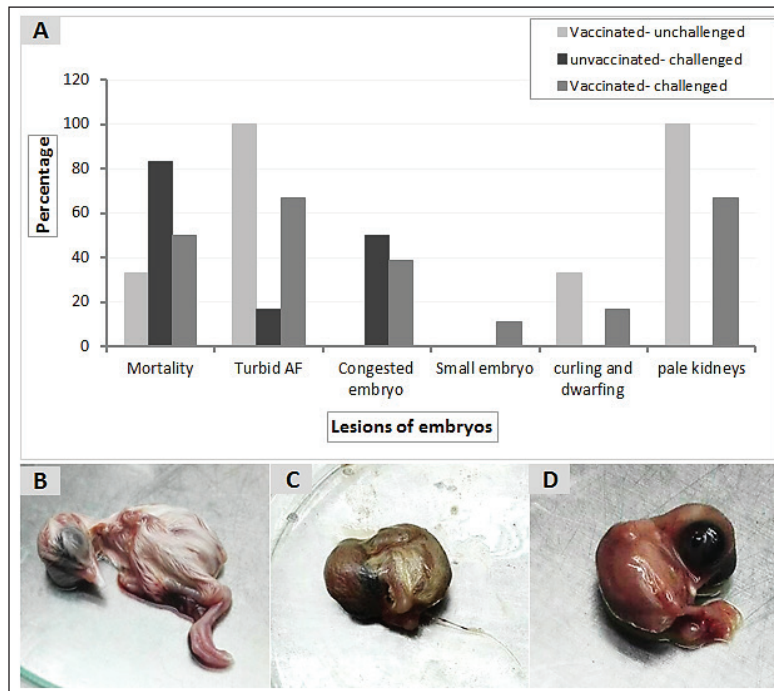 A
Vaccinated- unchallenged
unvaccinated- challenged
Vaccinated- challenged
Percentage
120
100
80
60
40
20
0
Mortality
Turbid AF
Congested
embryo
Small embryo
curling and
dwarfing
pale kidneys
Lesions of embryos
B
C
D